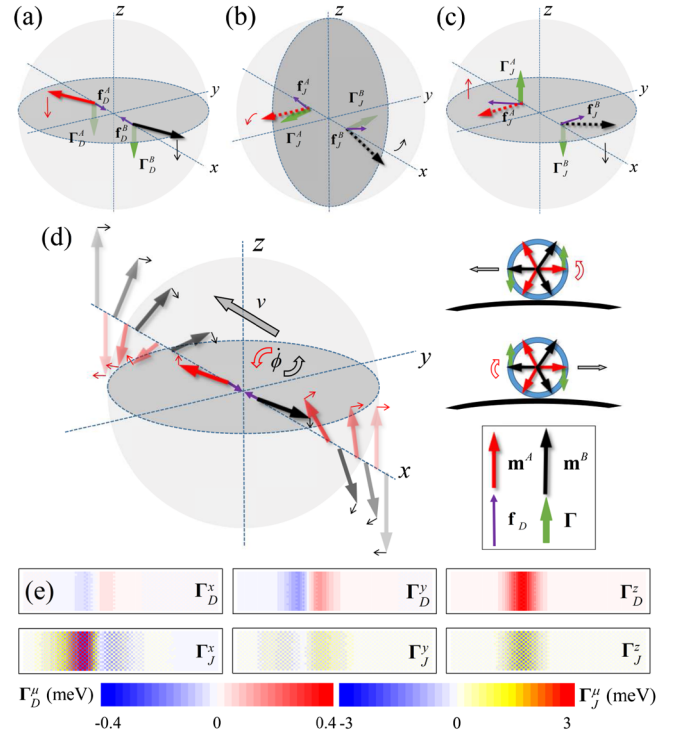 (a) z y x f_D^A f_D^B Γ_D^A Γ_D^B
(b) z y x f_J^A f_J^B Γ_J^A Γ_J^B
(c) z y x f_J^A f_J^B Γ_J^A Γ_J^B
(d) z y x v φ̇
m^A m^B
f_D Γ
(e) Γ_D^x Γ_D^y Γ_D^z
Γ_J^x Γ_J^y Γ_J^z
Γ_D^μ (meV) Γ_J^μ (meV)
-0.4 0 0.4 -3 0 3